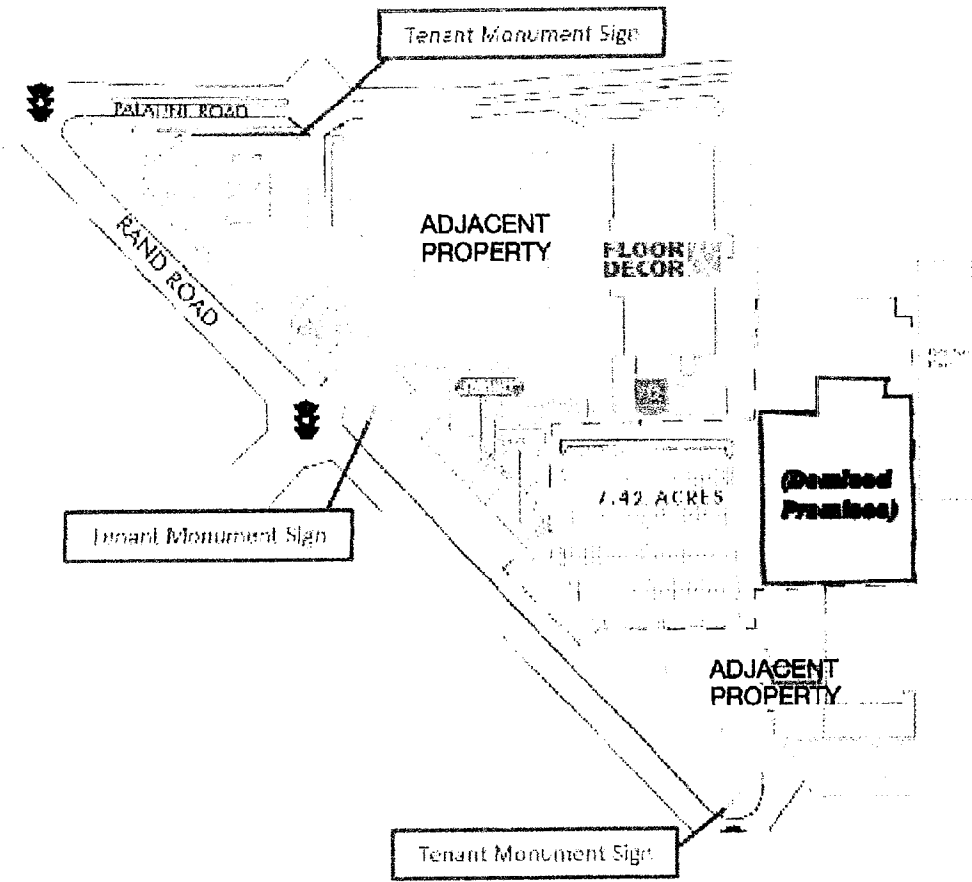 Tenant Monument Sign
PALATINE ROAD
RAND ROAD
ADJACENT
PROPERTY
FLOOR
DECOR
7.42 ACRES
(Demised
Premises)
Tenant Monument Sign
ADJACENT
PROPERTY
Tenant Monument Sign